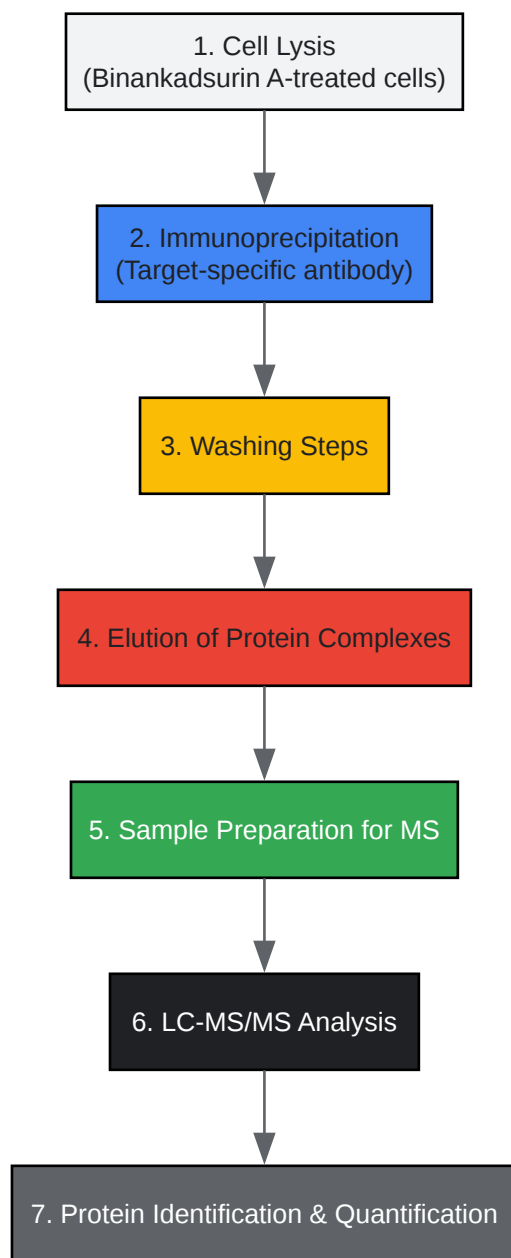 1. Cell Lysis
(Binankadsurin A-treated cells)
2. Immunoprecipitation
(Target-specific antibody)
3. Washing Steps
4. Elution of Protein Complexes
5. Sample Preparation for MS
6. LC-MS/MS Analysis
7. Protein Identification & Quantification